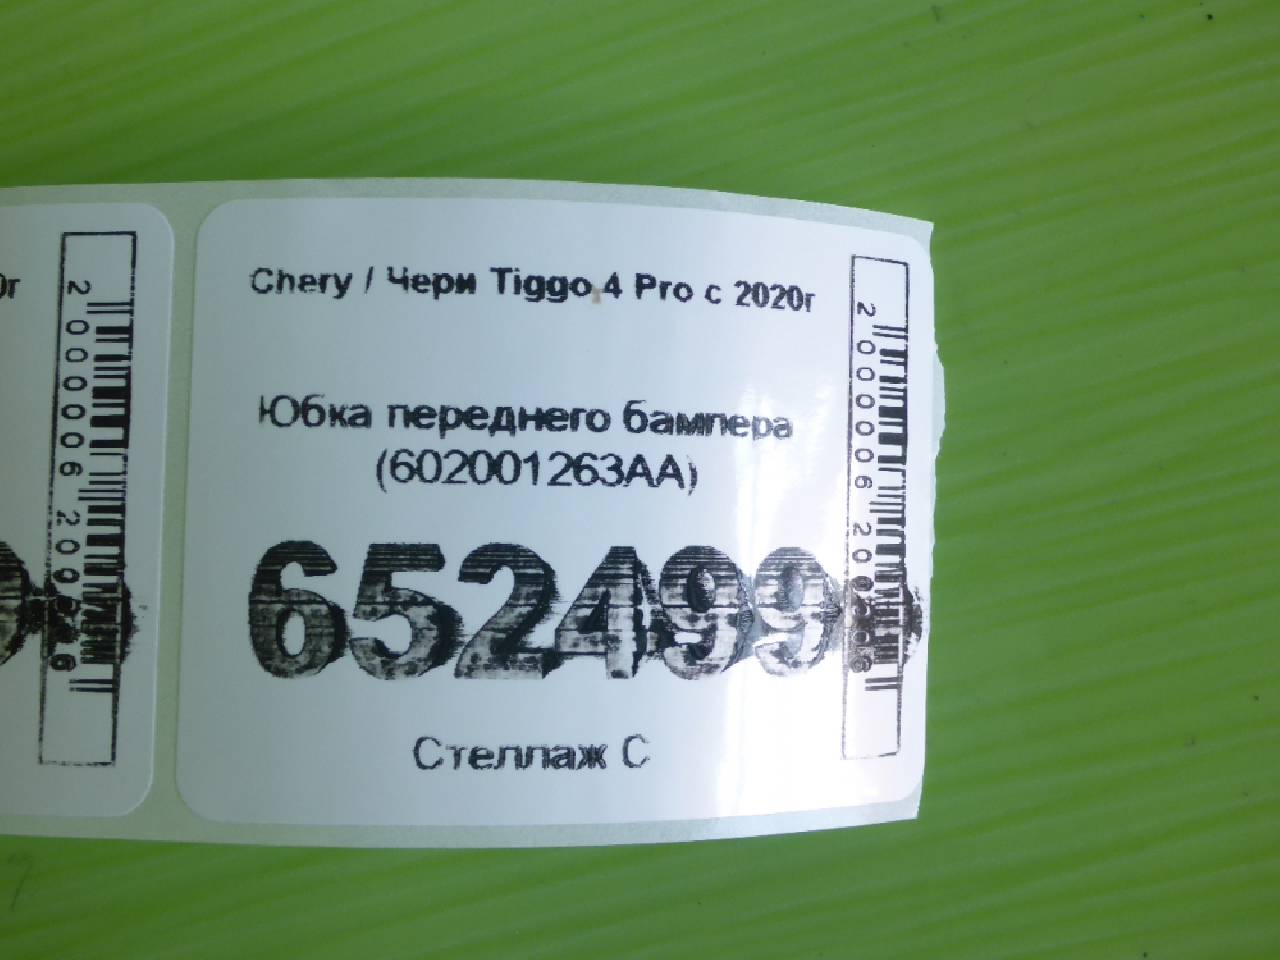 Chery / Чери Tiggo 4 Pro с 2020г
Юбка переднего бампера
(602001263AA)
652499
Стеллаж С